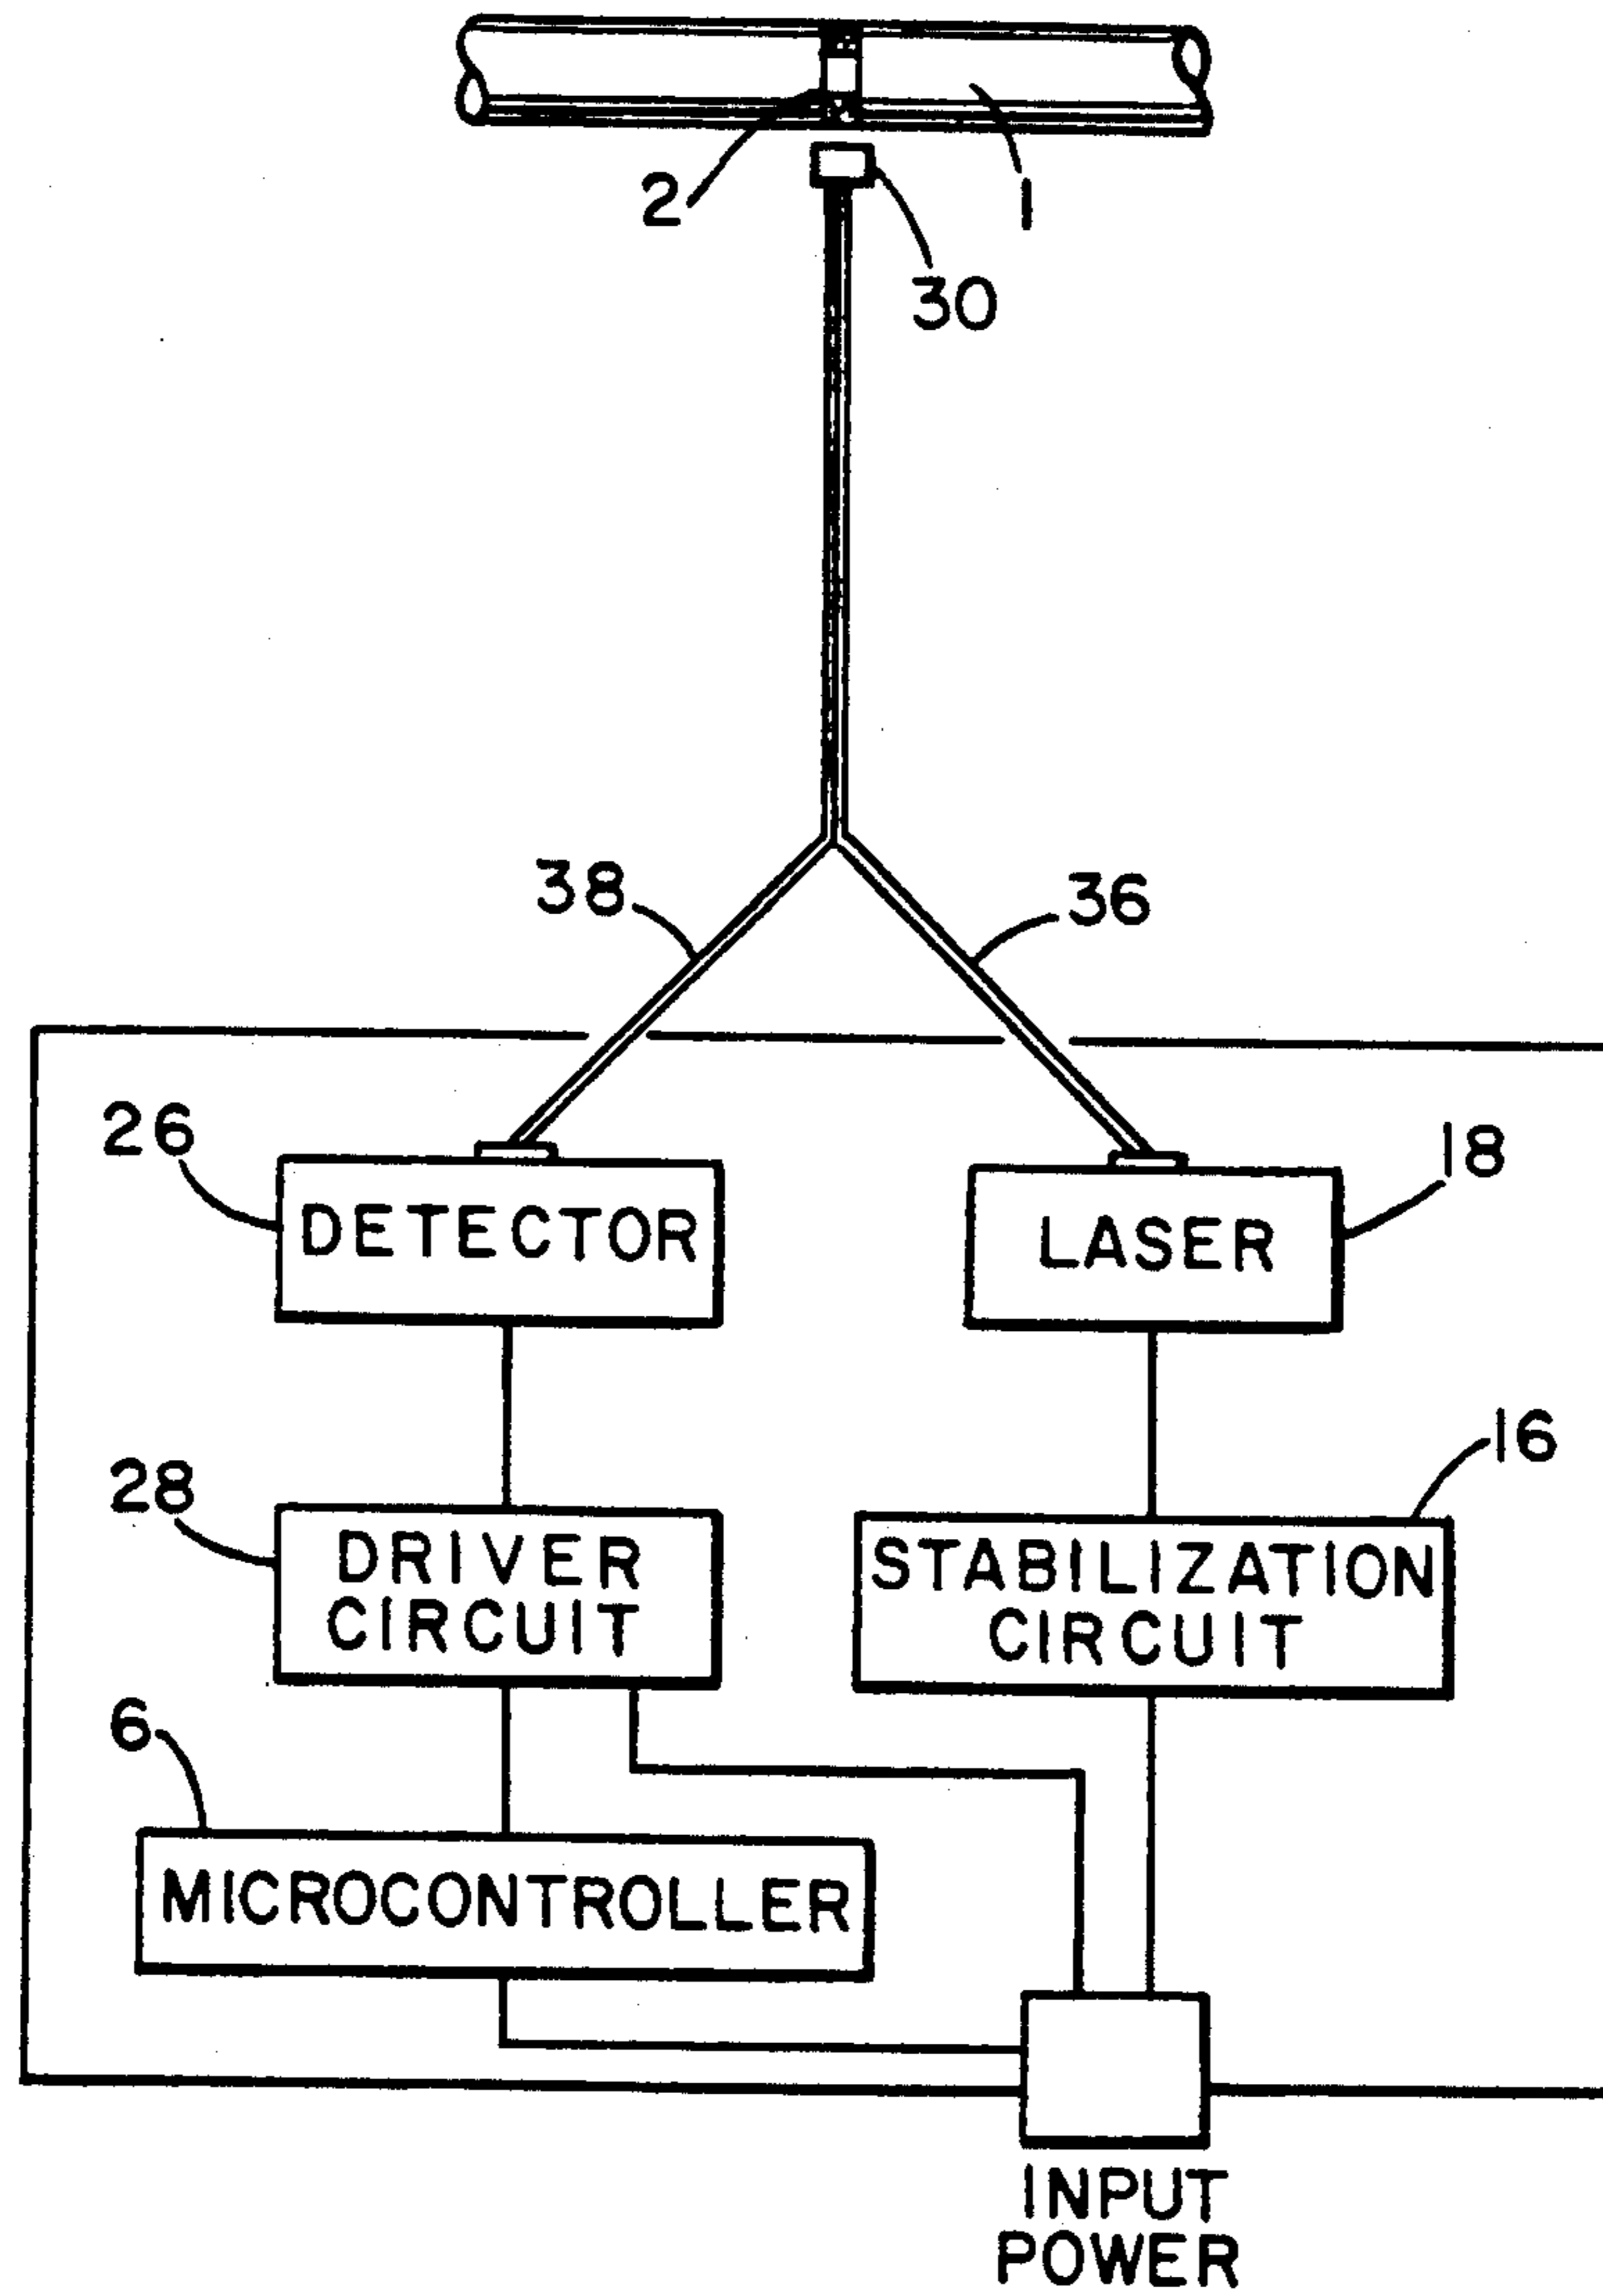 2
1
30
38
36
26
DETECTOR
LASER
18
28
DRIVER
CIRCUIT
STABILIZATION
CIRCUIT
16
6
MICROCONTROLLER
INPUT
POWER